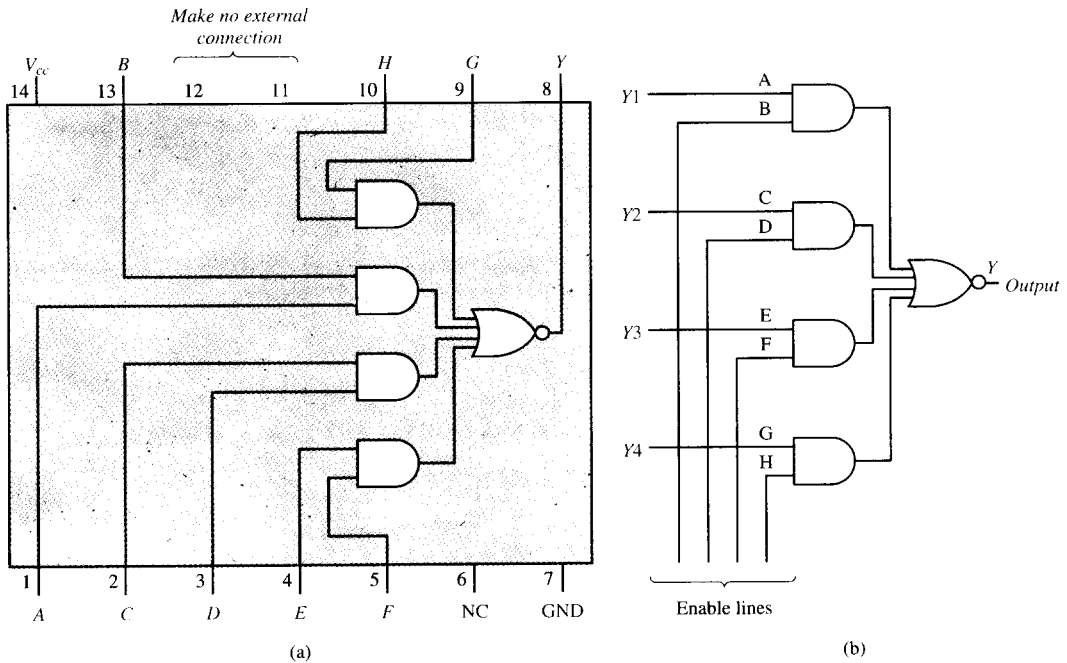 Make no external
connection
Vcc B H G Y
14 13 12 11 10 9 8
1 2 3 4 5 6 7
A C D E F NC GND
(a)
A
Y1
B
C
Y2
D
Y
Output
E
Y3
F
G
Y4
H
Enable lines
(b)